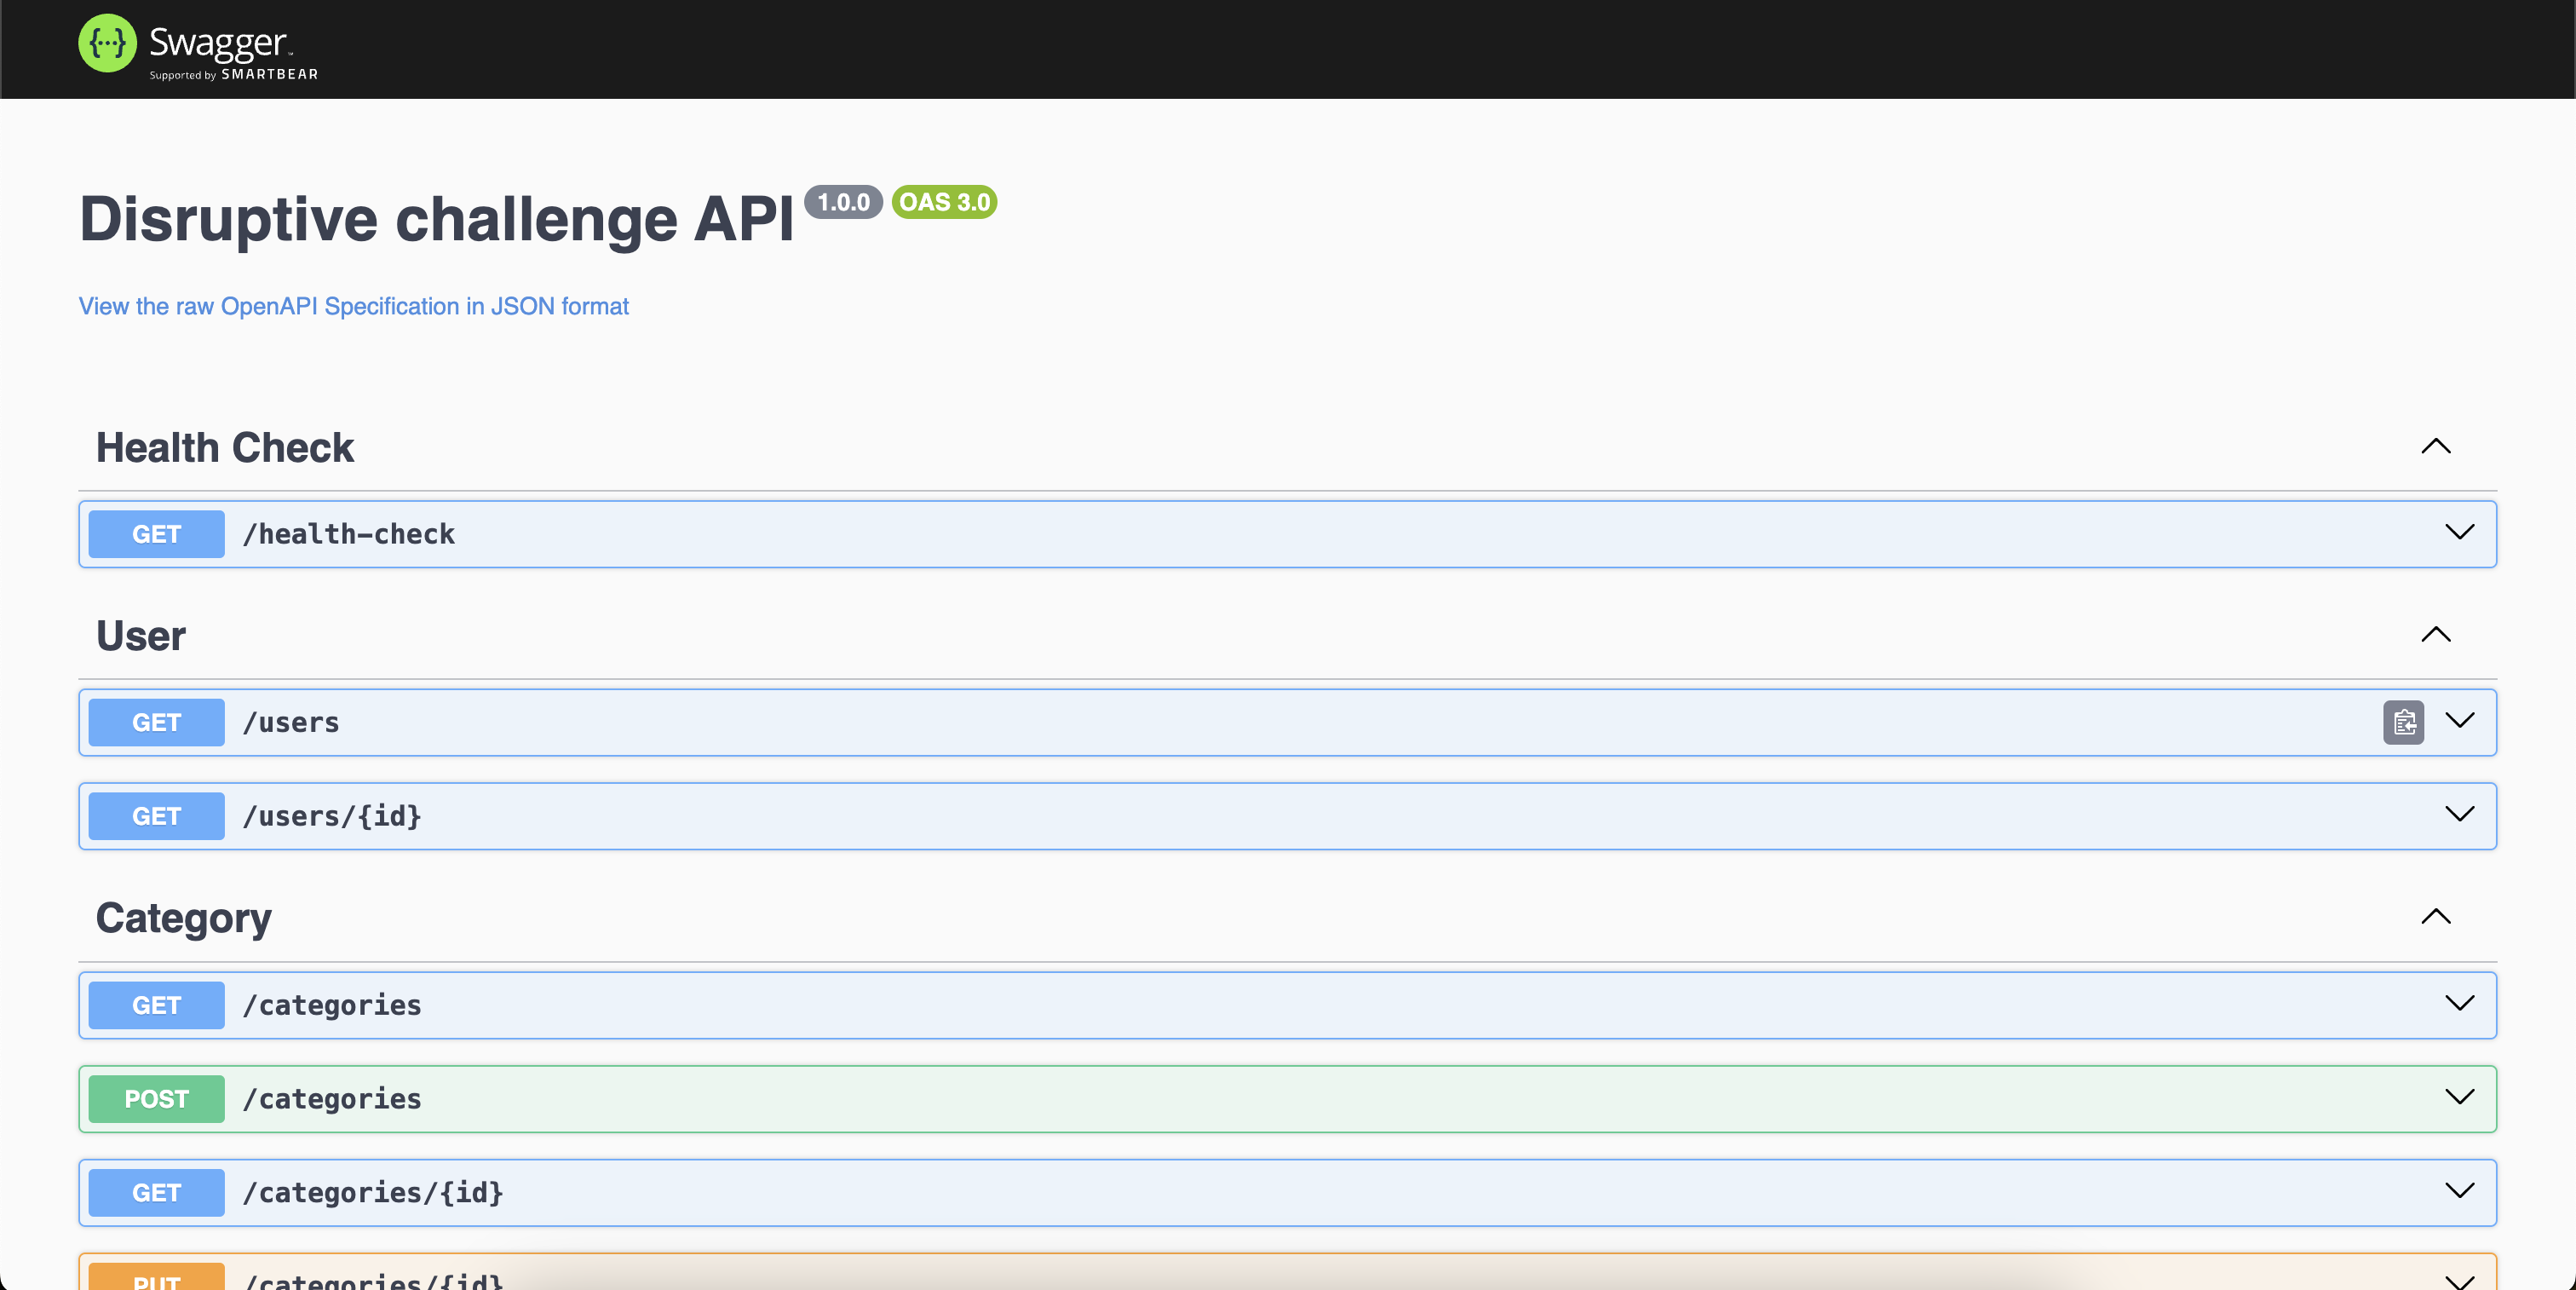 Swagger
Supported by SMARTBEAR
Disruptive challenge API 1.0.0 OAS 3.0
View the raw OpenAPI Specification in JSON format
Health Check
GET /health-check
User
GET /users
GET /users/{id}
Category
GET /categories
POST /categories
GET /categories/{id}
PUT /categories/{id}